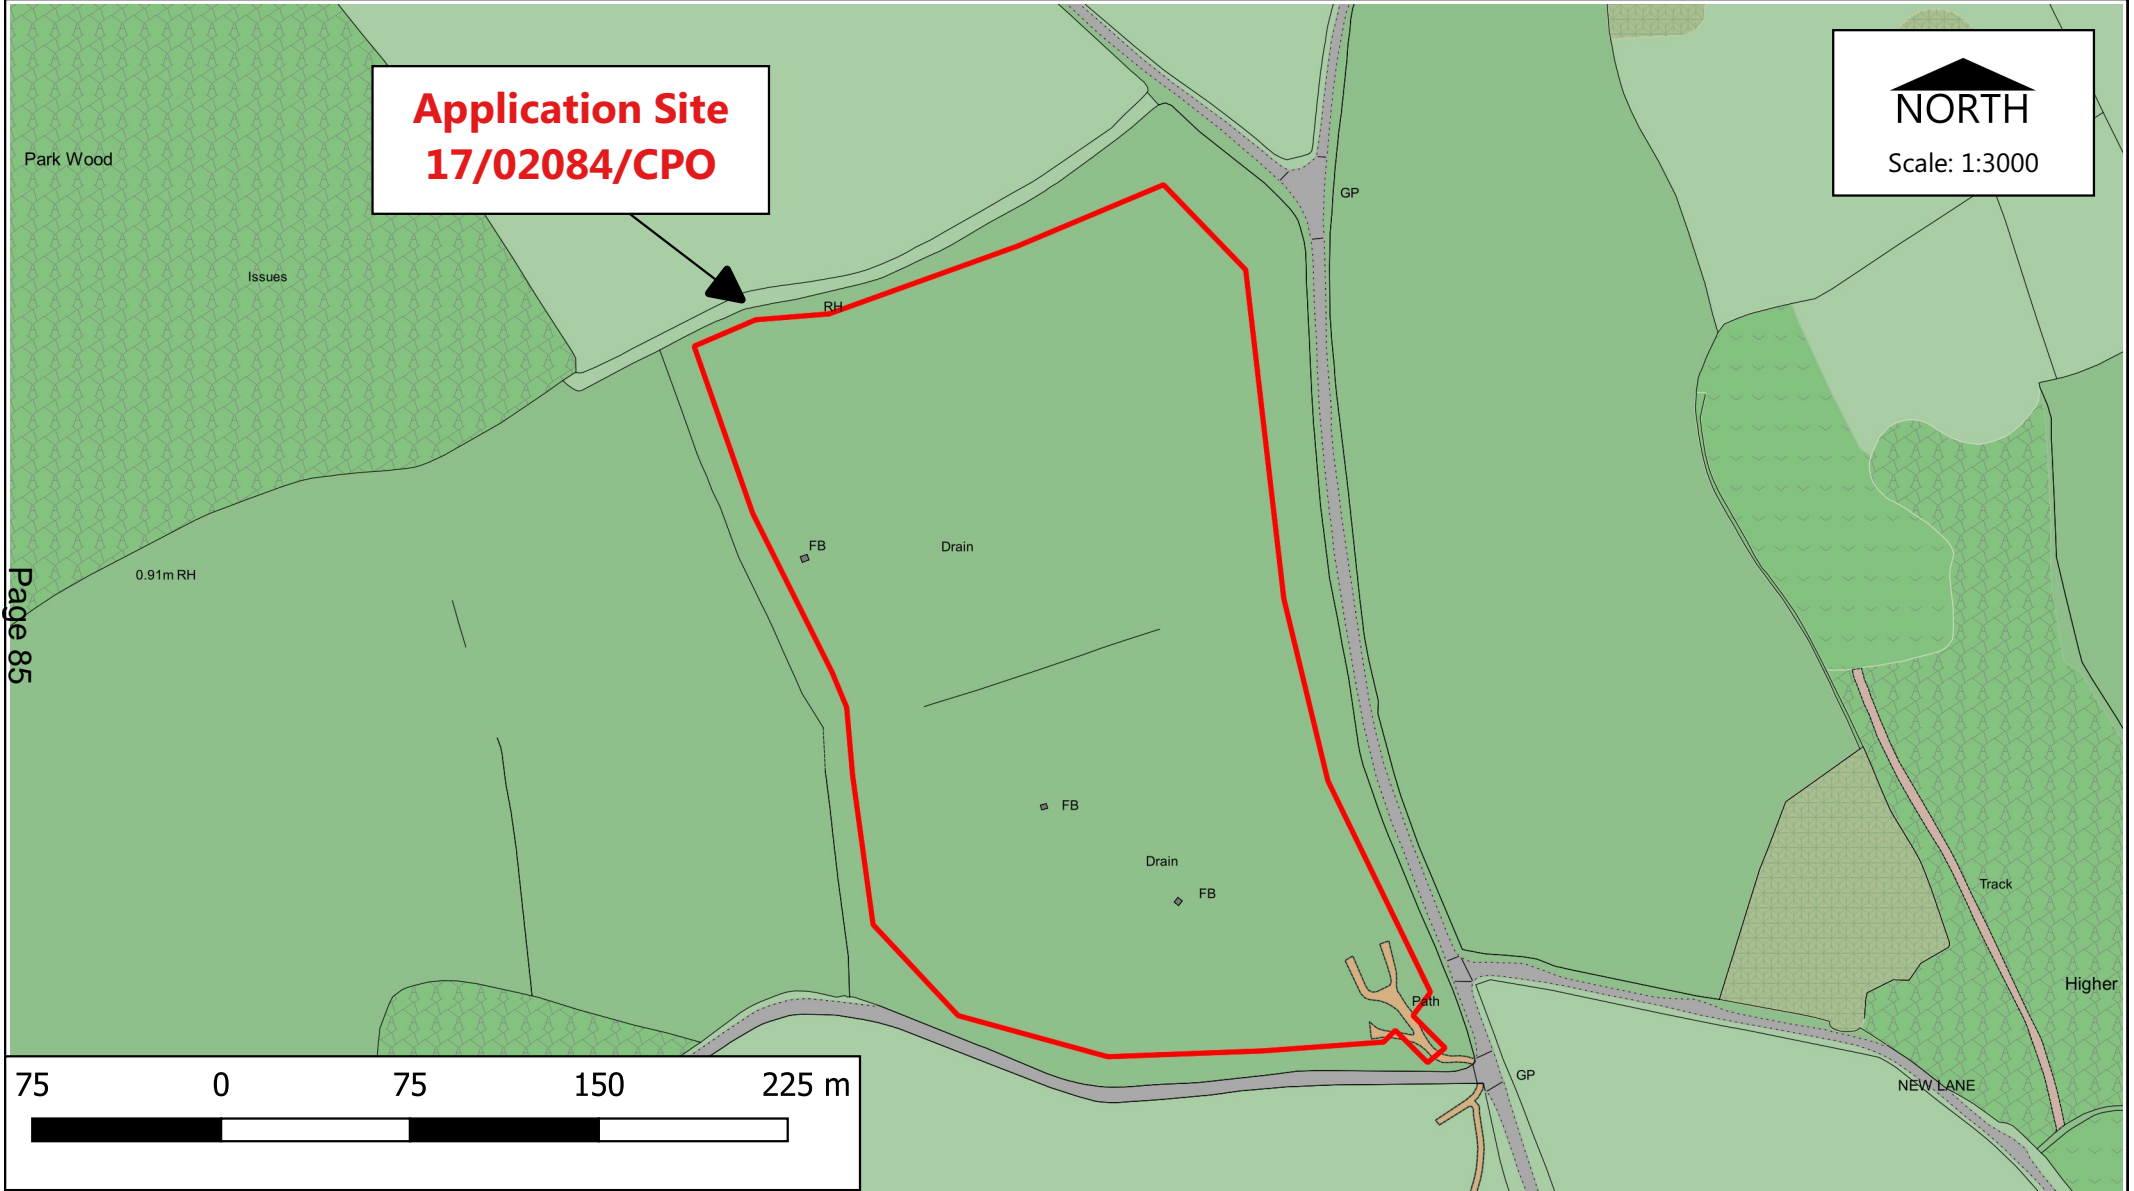 Application Site
17/02084/CPO
NORTH
Scale: 1:3000
Park Wood
GP
Issues
RH
FB
Drain
0.91m RH
Page 85
FB
Drain
FB
Track
Higher
Path
GP
NEW LANE
75 0 75 150 225 m